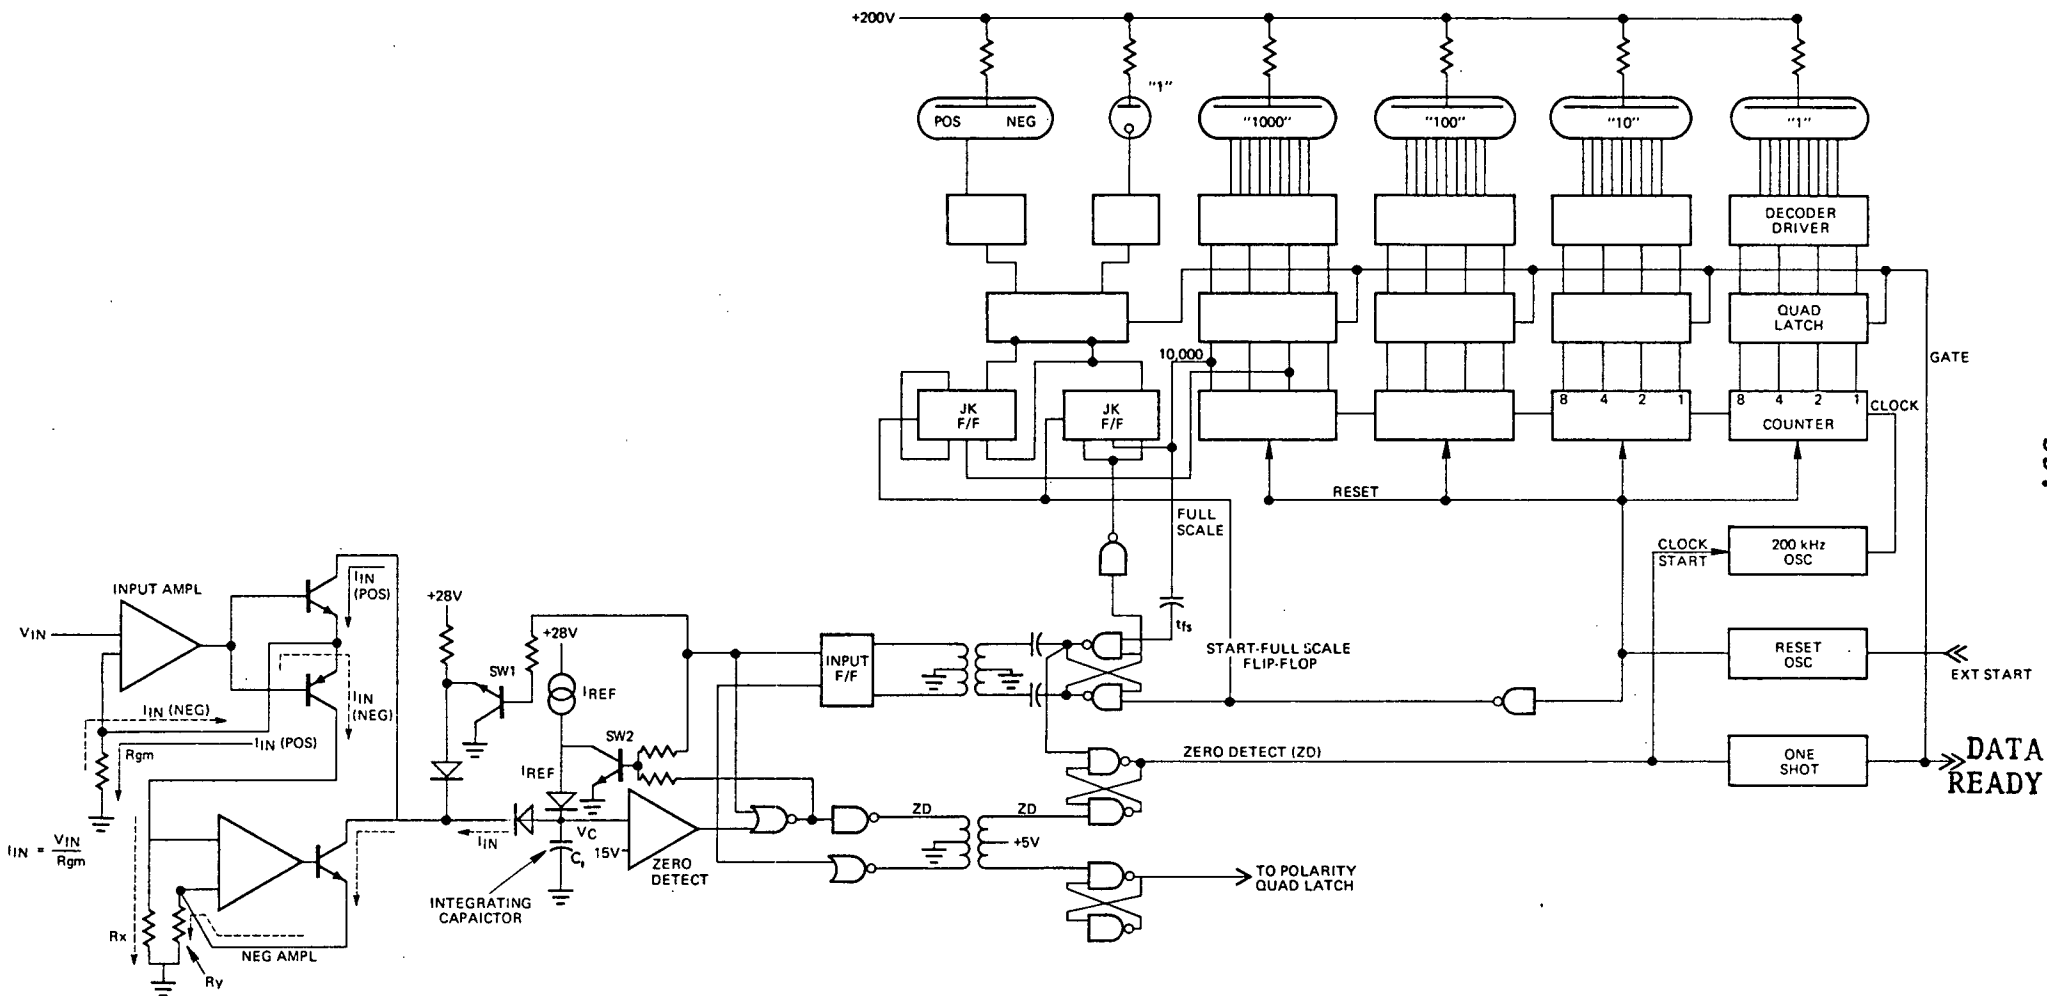 +200V
POS NEG
"1"
"1000"
"100"
"10"
"1"
DECODER
DRIVER
QUAD
LATCH
GATE
10,000
JK
F/F
JK
F/F
8 4 2 1
8 4 2 1
COUNTER
CLOCK
RESET
FULL
SCALE
CLOCK
START
200 kHz
OSC
tfs
START-FULL SCALE
FLIP-FLOP
RESET
OSC
EXT START
ZERO DETECT (ZD)
ONE
SHOT
DATA
READY
INPUT AMPL
VIN
IIN
(POS)
IIN
(NEG)
IIN (NEG)
IIN (POS)
Rgm
IIN = VIN
Rgm
Rx
Ry
NEG AMPL
+28V
SW1
+28V
IREF
SW2
IREF
IIN
VC
C,
15V
ZERO
DETECT
INTEGRATING
CAPAICTOR
INPUT
F/F
ZD
ZD
+5V
TO POLARITY
QUAD LATCH